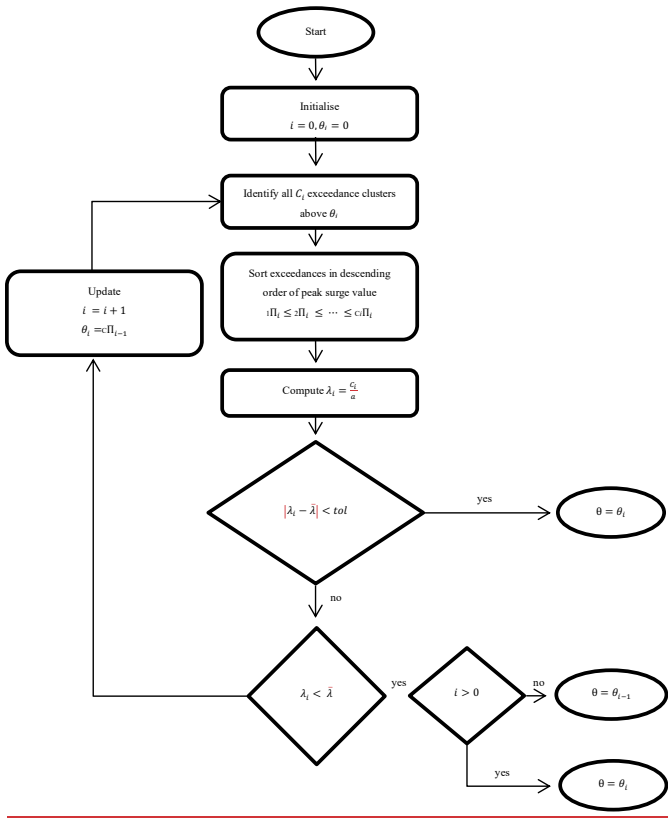 Start
Initialise
i = 0, θᵢ = 0
Identify all Cᵢ exceedance clusters
above θᵢ
Sort exceedances in descending
order of peak surge value
₁Πᵢ ≤ ₂Πᵢ ≤ ⋯ ≤ CᵢΠᵢ
Update
i = i + 1
θᵢ =CΠᵢ₋₁
Compute λᵢ = cᵢ/a
|λᵢ − λ̄| < tol
yes
θ = θᵢ
no
λᵢ < λ̄
yes
i > 0
no
θ = θᵢ₋₁
yes
θ = θᵢ